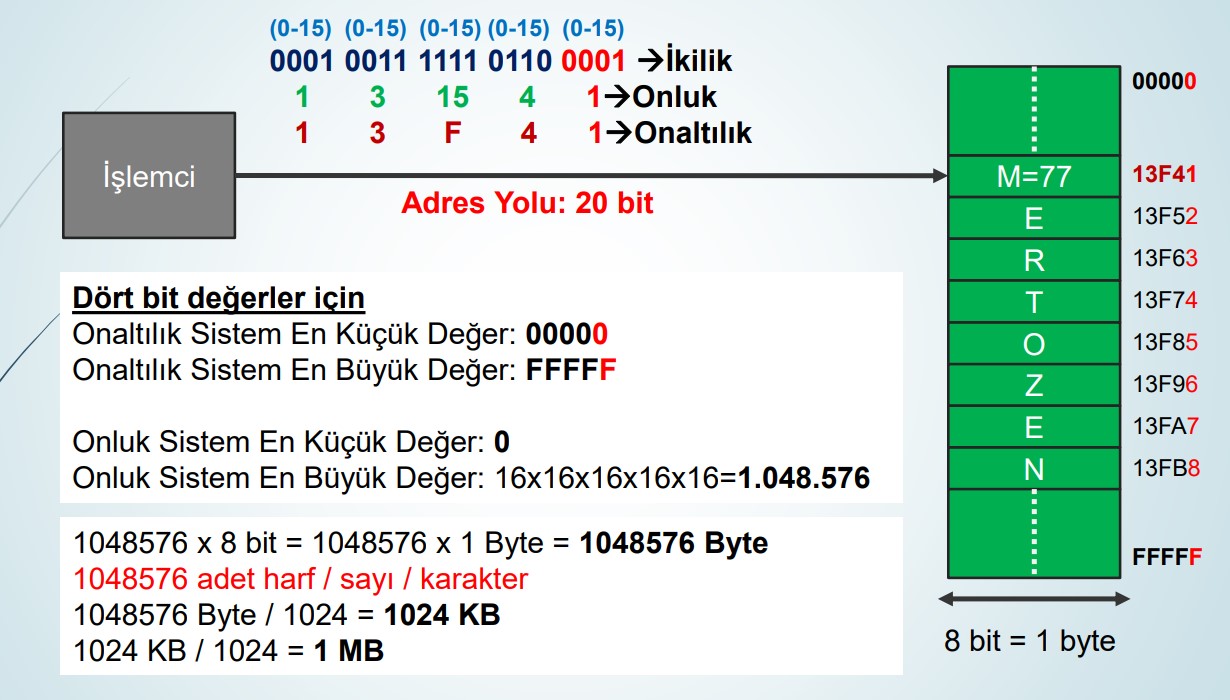 (0-15) (0-15) (0-15) (0-15) (0-15)
0001 0011 1111 0110 0001 →İkilik
1 3 15 4 1→Onluk
1 3 F 4 1→Onaltılık
İşlemci
Adres Yolu: 20 bit
Dört bit değerler için
Onaltılık Sistem En Küçük Değer: 00000
Onaltılık Sistem En Büyük Değer: FFFFF
Onluk Sistem En Küçük Değer: 0
Onluk Sistem En Büyük Değer: 16x16x16x16x16=1.048.576
1048576 x 8 bit = 1048576 x 1 Byte = 1048576 Byte
1048576 adet harf / sayı / karakter
1048576 Byte / 1024 = 1024 KB
1024 KB / 1024 = 1 MB
00000
M=77 13F41
E 13F52
R 13F63
T 13F74
O 13F85
Z 13F96
E 13FA7
N 13FB8
FFFFF
8 bit = 1 byte